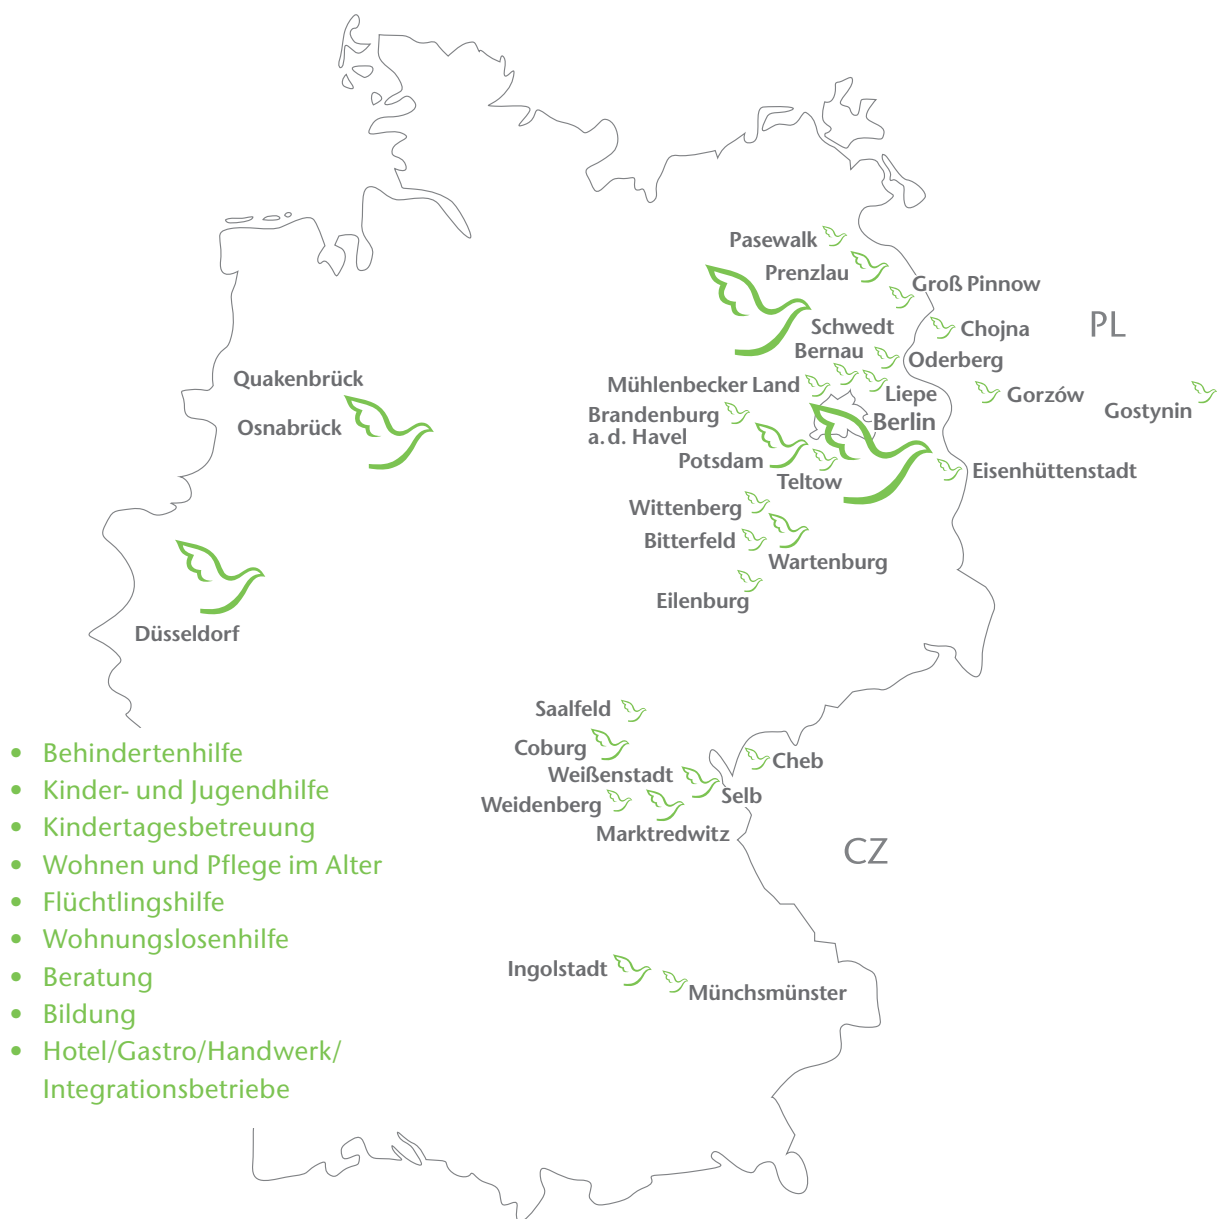 Pasewalk
Prenzlau
Groß Pinnow
Schwedt
Chojna
PL
Bernau
Oderberg
Quakenbrück
Mühlenbecker Land
Liepe
Gorzów
Gostynin
Brandenburg
a. d. Havel
Berlin
Osnabrück
Potsdam
Teltow
Eisenhüttenstadt
Wittenberg
Bitterfeld
Wartenburg
Eilenburg
Düsseldorf
Saalfeld
Coburg
Cheb
Weißenstadt
Selb
Weidenberg
Marktredwitz
CZ
Ingolstadt
Münchsmünster
• Behindertenhilfe
• Kinder- und Jugendhilfe
• Kindertagesbetreuung
• Wohnen und Pflege im Alter
• Flüchtlingshilfe
• Wohnungslosenhilfe
• Beratung
• Bildung
• Hotel/Gastro/Handwerk/
Integrationsbetriebe